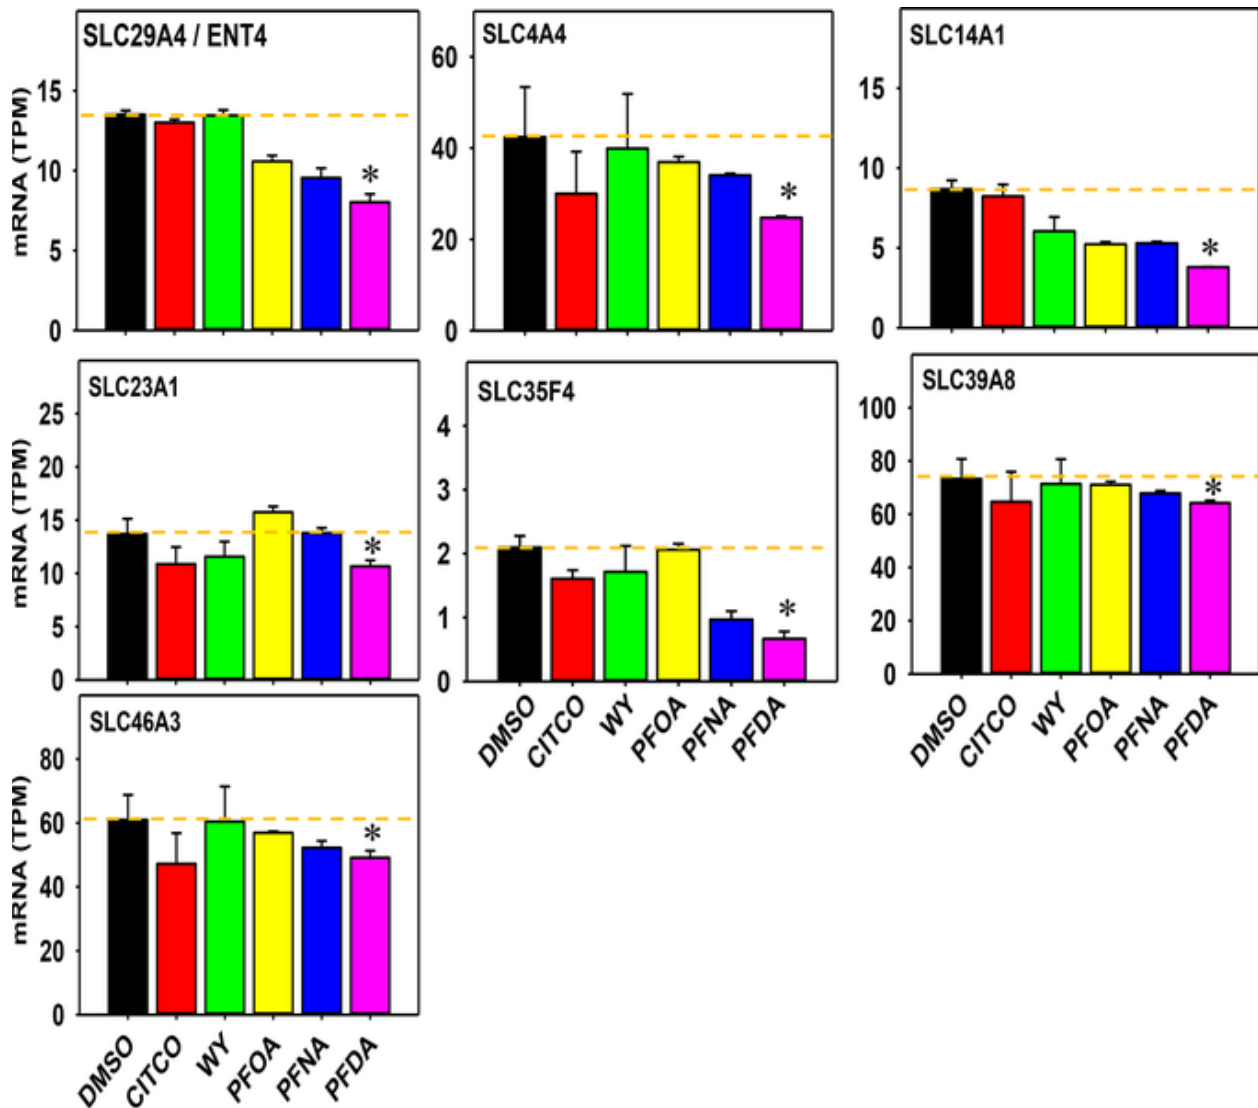 SLC29A4 / ENT4
mRNA (TPM)
15
10
5
0
*
SLC4A4
60
40
20
0
*
SLC14A1
15
10
5
0
*
SLC23A1
mRNA (TPM)
25
20
15
10
5
0
*
SLC35F4
4
3
2
1
0
*
DMSO
CITCO
WY
PFOA
PFNA
PFDA
SLC39A8
100
80
60
40
20
0
*
DMSO
CITCO
WY
PFOA
PFNA
PFDA
SLC46A3
mRNA (TPM)
80
60
40
20
0
*
DMSO
CITCO
WY
PFOA
PFNA
PFDA